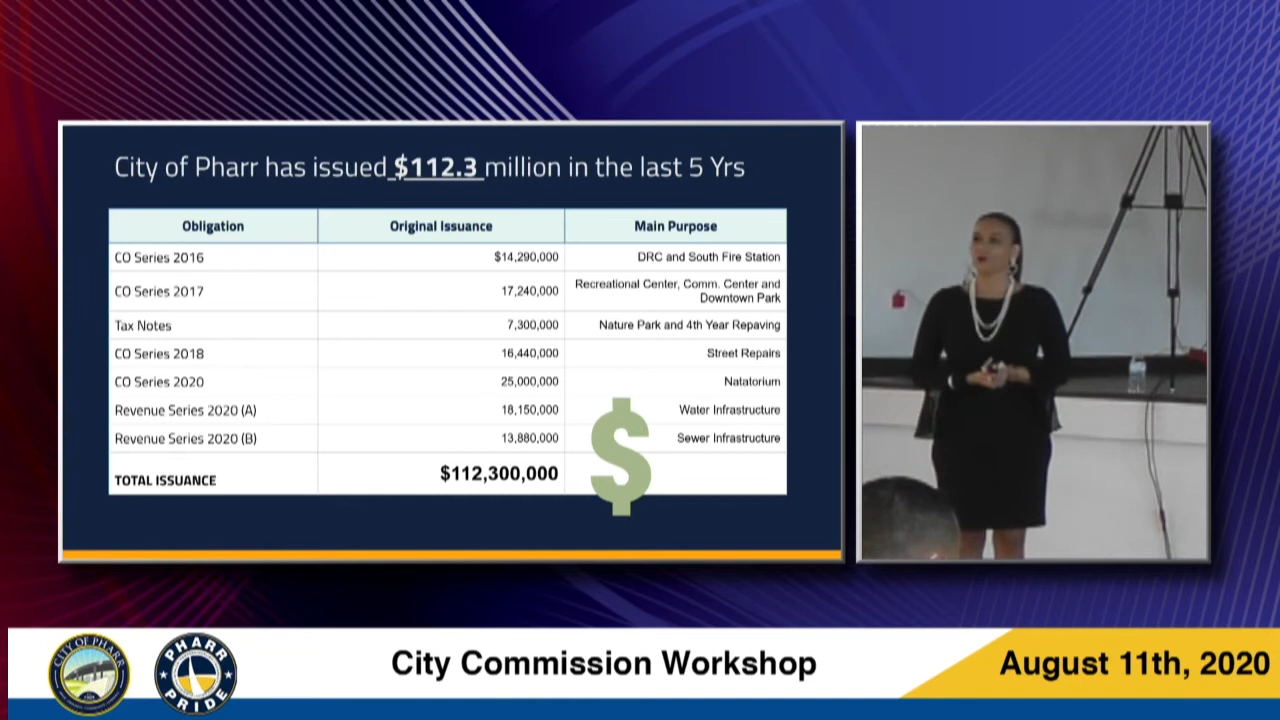 City of Pharr has issued $112.3 million in the last 5 Yrs
Obligation Original Issuance Main Purpose
CO Series 2016 $14,290,000 DRC and South Fire Station
CO Series 2017 17,240,000 Recreational Center, Comm. Center and
Downtown Park
Tax Notes 7,300,000 Nature Park and 4th Year Repaving
CO Series 2018 16,440,000 Street Repairs
CO Series 2020 25,000,000 Natatorium
Revenue Series 2020 (A) 18,150,000 Water Infrastructure
Revenue Series 2020 (B) 13,880,000 Sewer Infrastructure
TOTAL ISSUANCE $112,300,000
$
CITY OF PHARR
PHARR
PRIDE
City Commission Workshop
August 11th, 2020